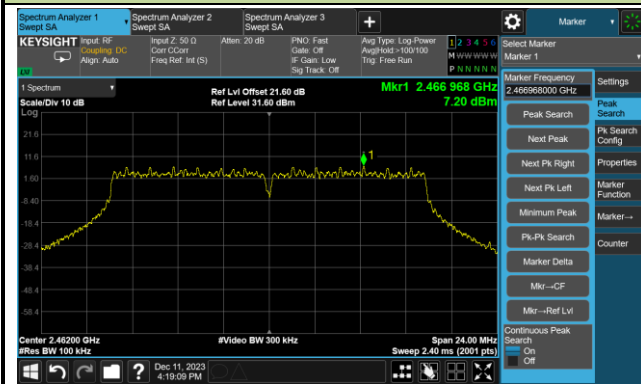 Spectrum Analyzer 1
Swept SA
Spectrum Analyzer 2
Swept SA
Spectrum Analyzer 3
Swept SA
+
Marker
KEYSIGHT
Input: RF
Coupling: DC
Align: Auto
Input Z: 50 Ω
Corr CCorr
Freq Ref: Int (S)
Atten: 20 dB
PNO: Fast
Gate: Off
IF Gain: Low
Sig Track: Off
Avg Type: Log-Power
Avg|Hold:>100/100
Trig: Free Run
1 2 3 4 5 6
M W W W W W
P N N N N N
Select Marker
Marker 1
LXI
1 Spectrum
Scale/Div 10 dB
Log
Ref Lvl Offset 21.60 dB
Ref Level 31.60 dBm
Mkr1 2.466 968 GHz
7.20 dBm
21.6
11.6
1.60
-8.40
-18.4
-28.4
-38.4
-48.4
-58.4
1
Center 2.46200 GHz
#Res BW 100 kHz
#Video BW 300 kHz
Span 24.00 MHz
Sweep 2.40 ms (2001 pts)
Marker Frequency
2.466968000 GHz
Peak Search
Next Peak
Next Pk Right
Next Pk Left
Minimum Peak
Pk-Pk Search
Marker Delta
Mkr→CF
Mkr→Ref Lvl
Continuous Peak
Search
On
Off
Settings
Peak
Search
Pk Search
Config
Properties
Marker
Function
Marker→
Counter
?
Dec 11, 2023
4:19:09 PM